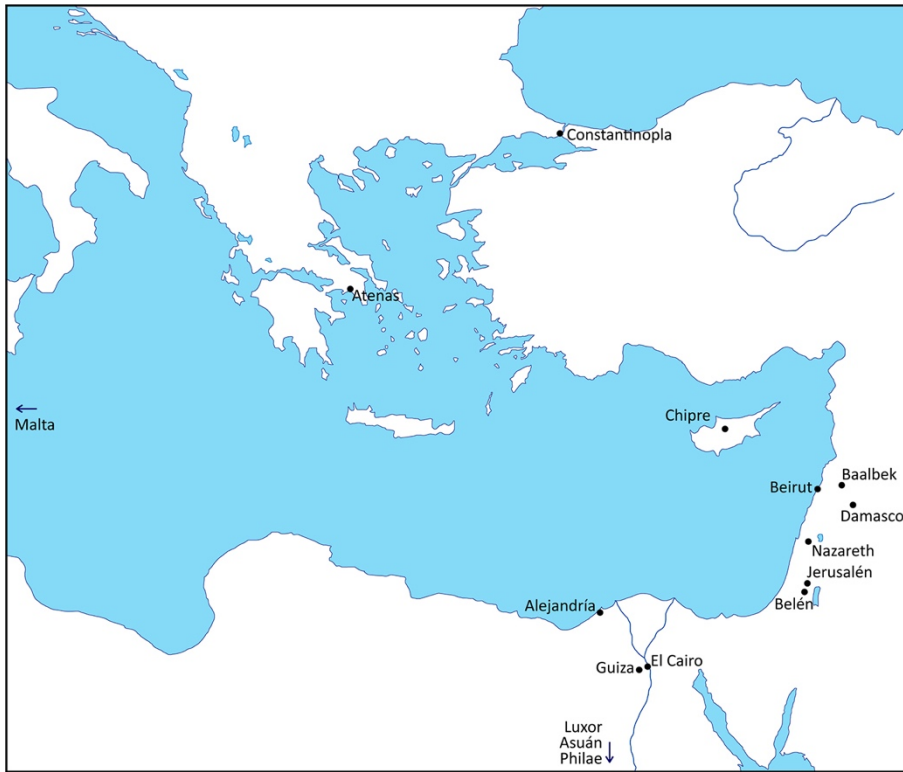 Constantinopla
Atenas
Malta
Chipre
Baalbek
Beirut
Damasco
Nazareth
Jerusalén
Belén
Alejandría
El Cairo
Guiza
Luxor
Asuán
Philae